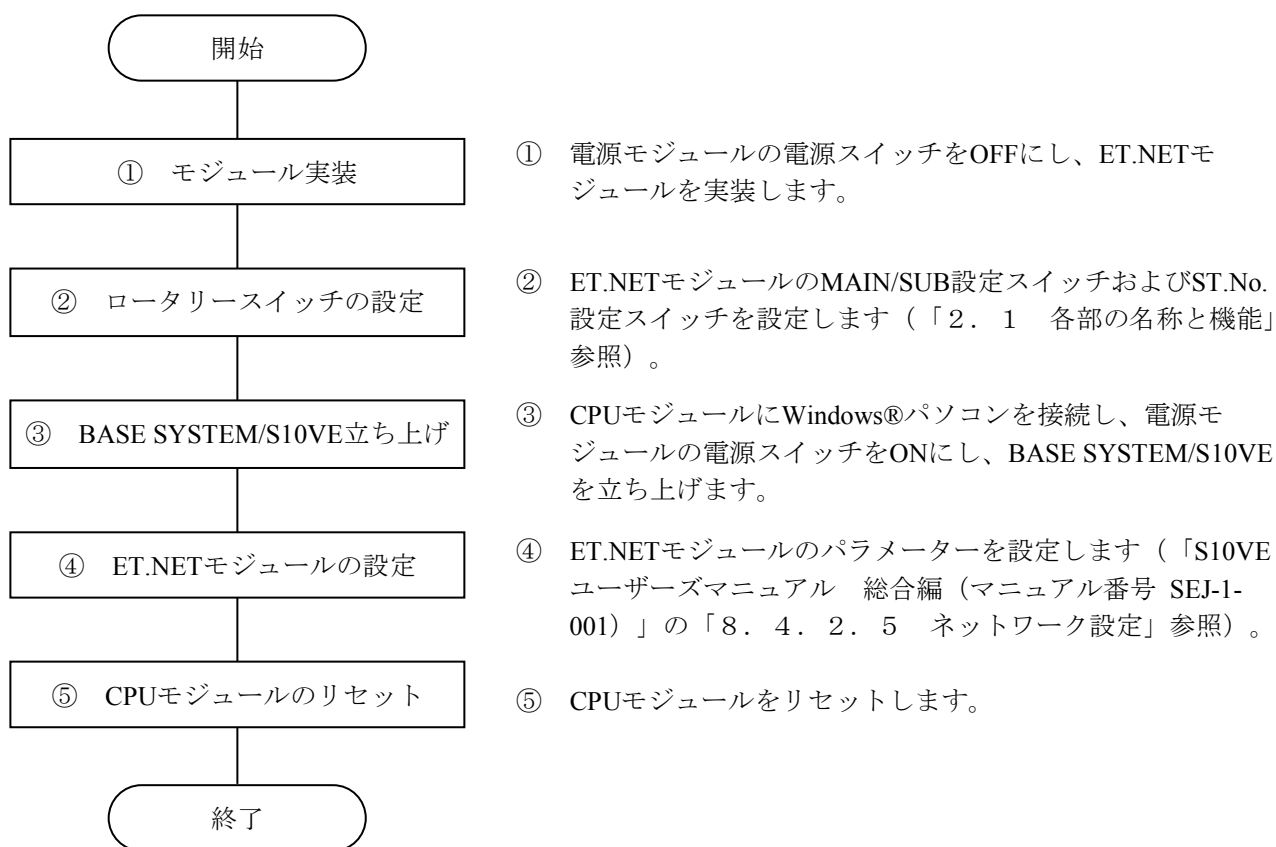 開始
① モジュール実装
① 電源モジュールの電源スイッチをOFFにし、ET.NETモ
ジュールを実装します。
② ロータリースイッチの設定
② ET.NETモジュールのMAIN/SUB設定スイッチおよびST.No.
設定スイッチを設定します（「２．１　各部の名称と機能」
参照）。
③ BASE SYSTEM/S10VE立ち上げ
③ CPUモジュールにWindows®パソコンを接続し、電源モ
ジュールの電源スイッチをONにし、BASE SYSTEM/S10VE
を立ち上げます。
④ ET.NETモジュールの設定
④ ET.NETモジュールのパラメーターを設定します（「S10VE
ユーザーズマニュアル　総合編（マニュアル番号 SEJ-1-
001）」の「８．４．２．５　ネットワーク設定」参照）。
⑤ CPUモジュールのリセット
⑤ CPUモジュールをリセットします。
終了